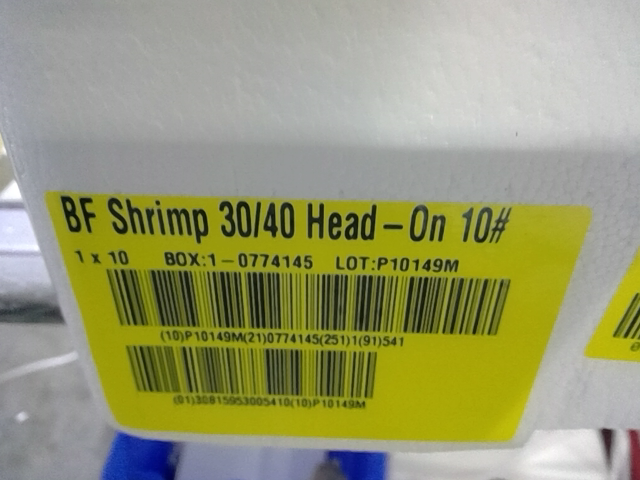 BF Shrimp 30/40 Head-On 10#
1 x 10 BOX:1-0774145 LOT:P10149M
(10)P10149M(21)0774145(251)1(91)541
(01)30815953005410(10)P10149M